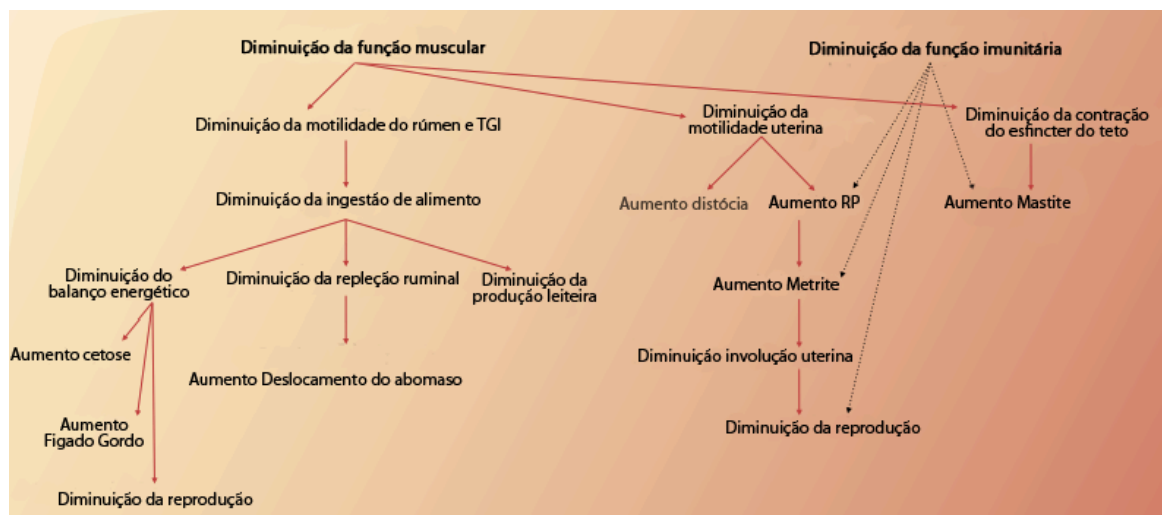 Diminuição da função muscular
Diminuição da função imunitária
Diminuição da motilidade do rúmen e TGI
Diminuição da
motilidade uterina
Diminuição da contração
do esfincter do teto
Diminuição da ingestão de alimento
Aumento distócia
Aumento RP
Aumento Mastite
Diminuição do
balanço energético
Diminuição da repleção ruminal
Diminuição da
produção leiteira
Aumento Metrite
Aumento cetose
Aumento Deslocamento do abomaso
Diminuição involução uterina
Aumento
Figado Gordo
Diminuição da reprodução
Diminuição da reprodução